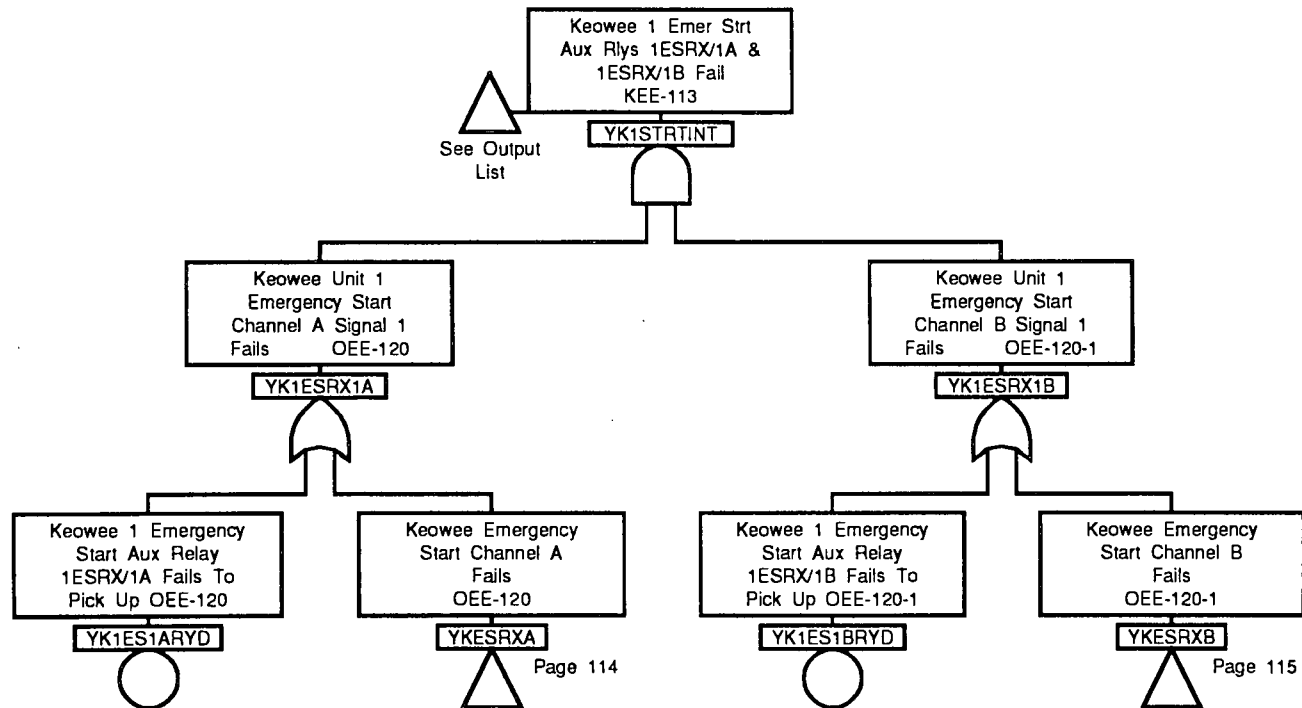 Keowee 1 Emer Strt
Aux Rlys 1ESRX/1A &
1ESRX/1B Fail
KEE-113
YK1STRTINT
See Output
List
Keowee Unit 1
Emergency Start
Channel A Signal 1
Fails OEE-120
YK1ESRX1A
Keowee Unit 1
Emergency Start
Channel B Signal 1
Fails OEE-120-1
YK1ESRX1B
Keowee 1 Emergency
Start Aux Relay
1ESRX/1A Fails To
Pick Up OEE-120
YK1ES1ARYD
Keowee Emergency
Start Channel A
Fails
OEE-120
YKESRXA
Page 114
Keowee 1 Emergency
Start Aux Relay
1ESRX/1B Fails To
Pick Up OEE-120-1
YK1ES1BRYD
Keowee Emergency
Start Channel B
Fails
OEE-120-1
YKESRXB
Page 115